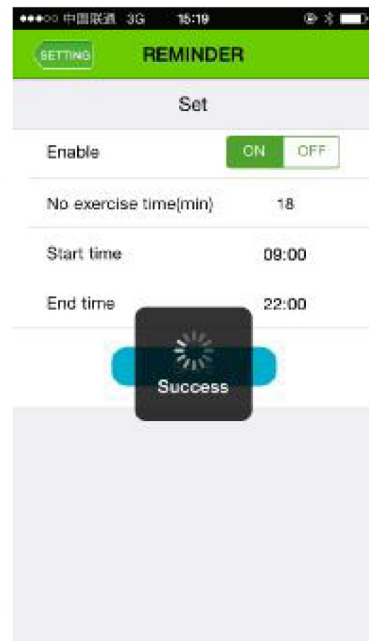 中国联通 3G 15:19
SETTING REMINDER
Set
Enable ON OFF
No exercise time(min) 18
Start time 09:00
End time 22:00
Success